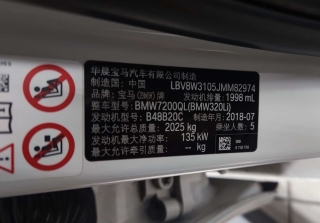 华晨宝马汽车有限公司制造
制造国：中国 LBV8W3105JMM82974
品牌：宝马(BMW)牌 发动机排量：1998 mL
整车型号：BMW7200QL(BMW320Li)
发动机型号：B48B20C 制造年月：2018-07
最大允许总质量：2025 kg 乘坐人数：5
最大净功率：135 kW
最大允许牵引质量：-- kg